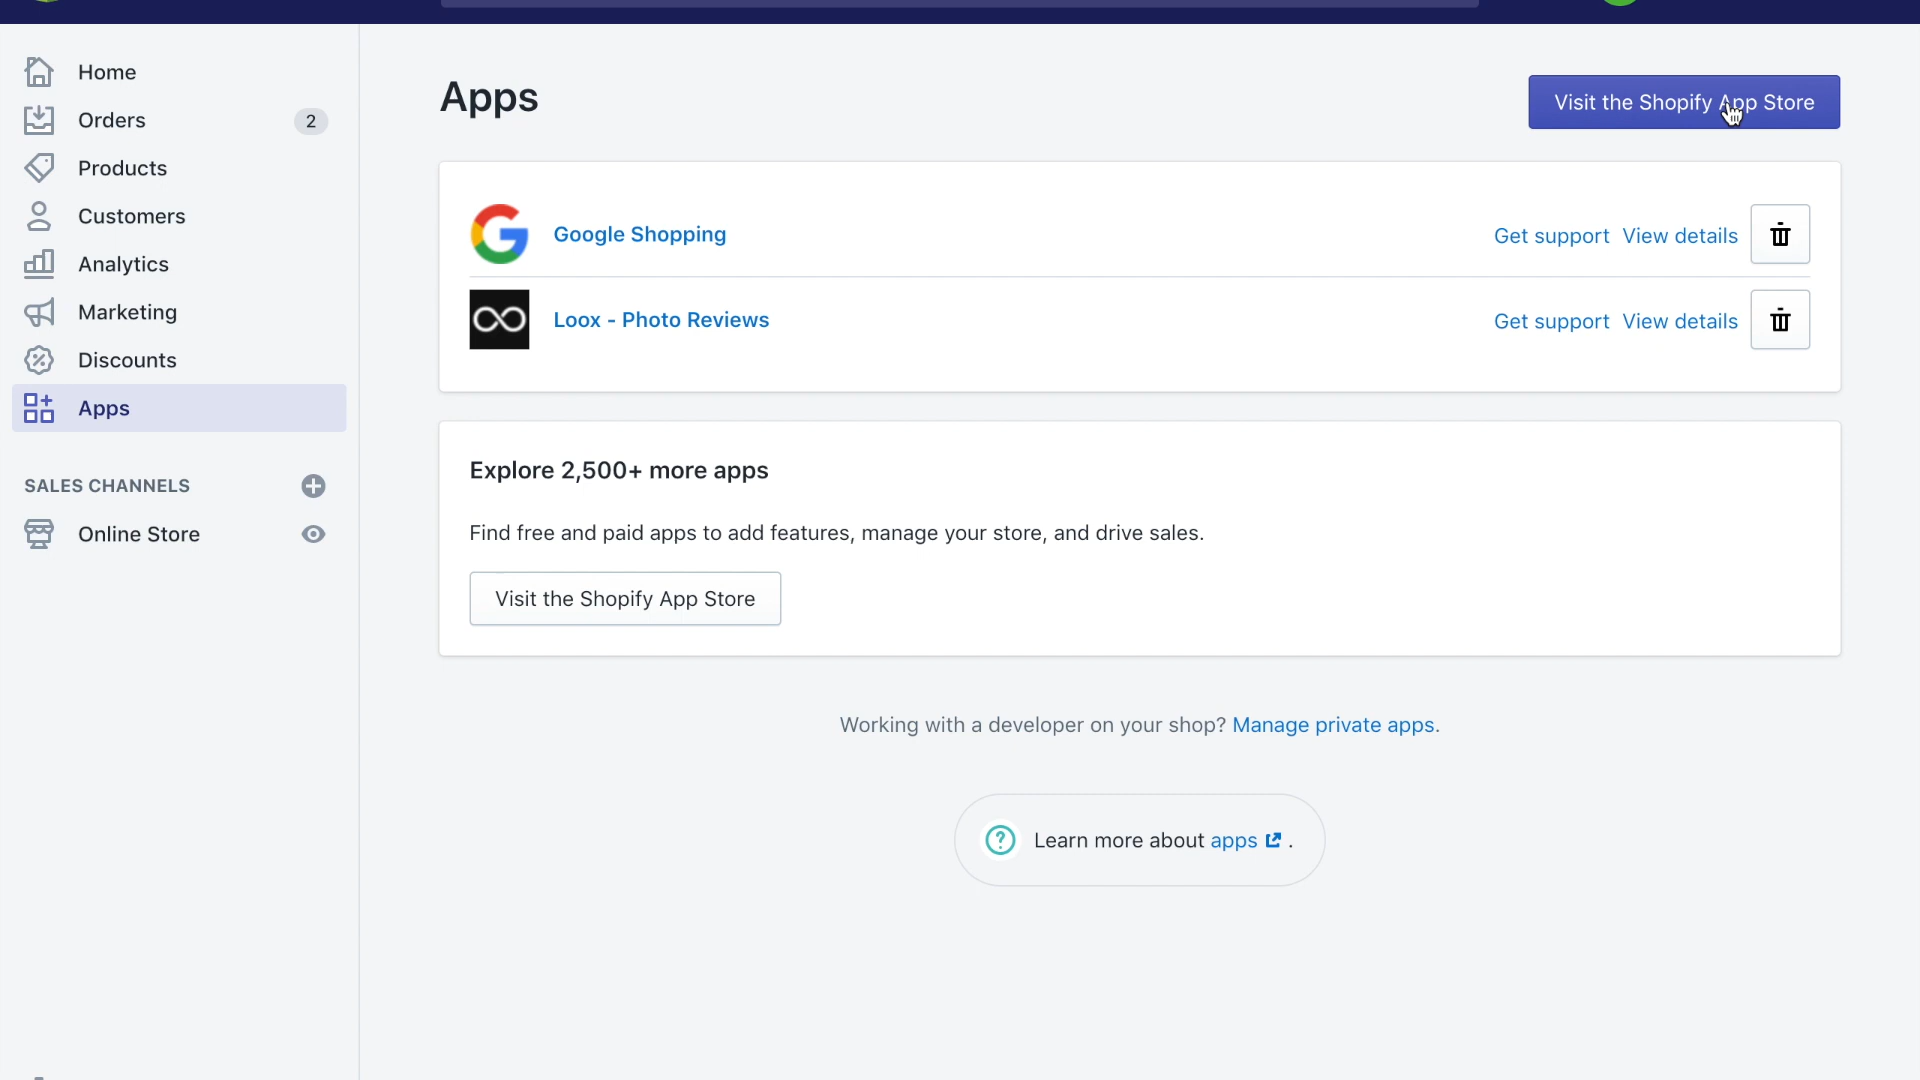 Home
Orders 2
Products
Customers
Analytics
Marketing
Discounts
Apps
SALES CHANNELS
Online Store
Apps
Visit the Shopify App Store
Google Shopping Get support View details
Loox - Photo Reviews Get support View details
Explore 2,500+ more apps
Find free and paid apps to add features, manage your store, and drive sales.
Visit the Shopify App Store
Working with a developer on your shop? Manage private apps.
Learn more about apps .